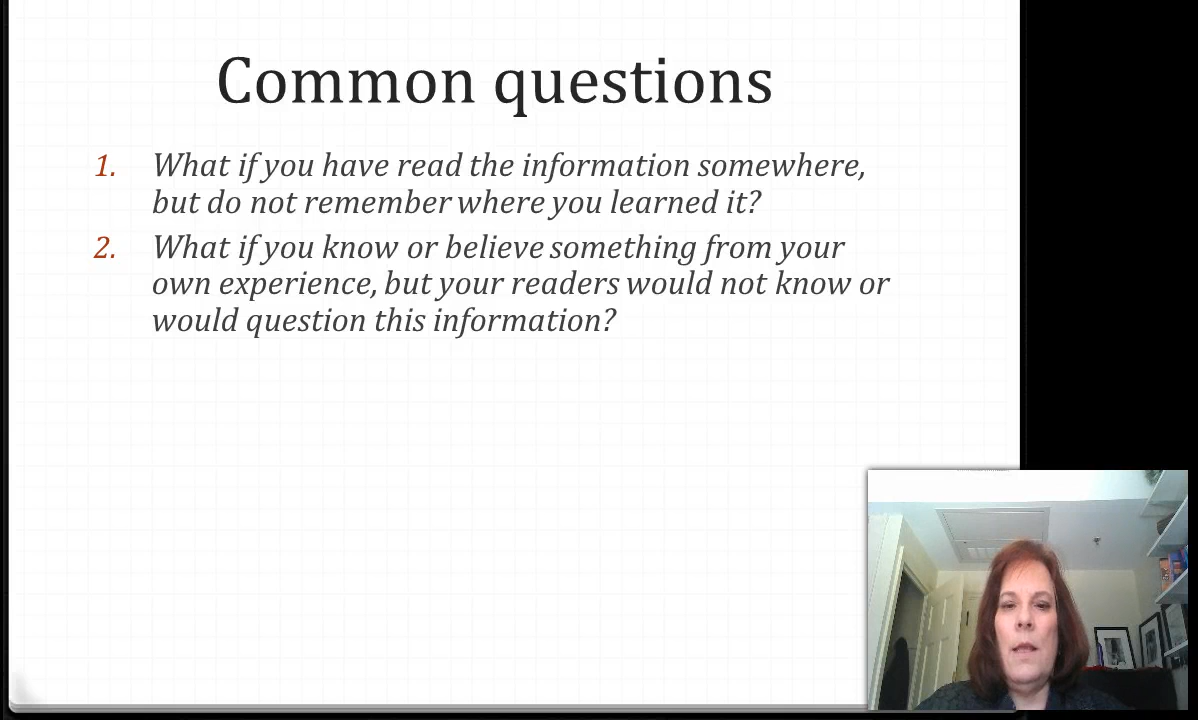 Common questions
1. What if you have read the information somewhere,
but do not remember where you learned it?
2. What if you know or believe something from your
own experience, but your readers would not know or
would question this information?